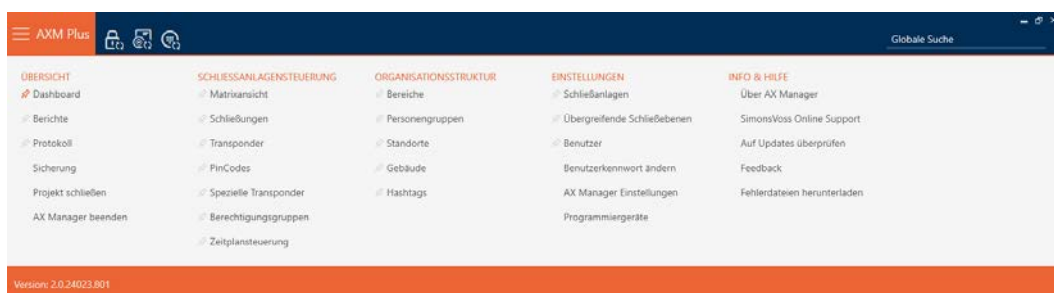 AXM Plus
Globale Suche
ÜBERSICHT
Dashboard
Berichte
Protokoll
Sicherung
Projekt schließen
AX Manager beenden
SCHLIESSANLAGENSTEUERUNG
Matrixansicht
Schließungen
Transponder
PinCodes
Spezielle Transponder
Berechtigungsgruppen
Zeitplansteuerung
ORGANISATIONSSTRUKTUR
Bereiche
Personengruppen
Standorte
Gebäude
Hashtags
EINSTELLUNGEN
Schließanlagen
Übergreifende Schließebenen
Benutzer
Benutzerkennwort ändern
AX Manager Einstellungen
Programmiergeräte
INFO & HILFE
Über AX Manager
SimonsVoss Online Support
Auf Updates überprüfen
Feedback
Fehlerdateien herunterladen
Version: 2.0.24023.801